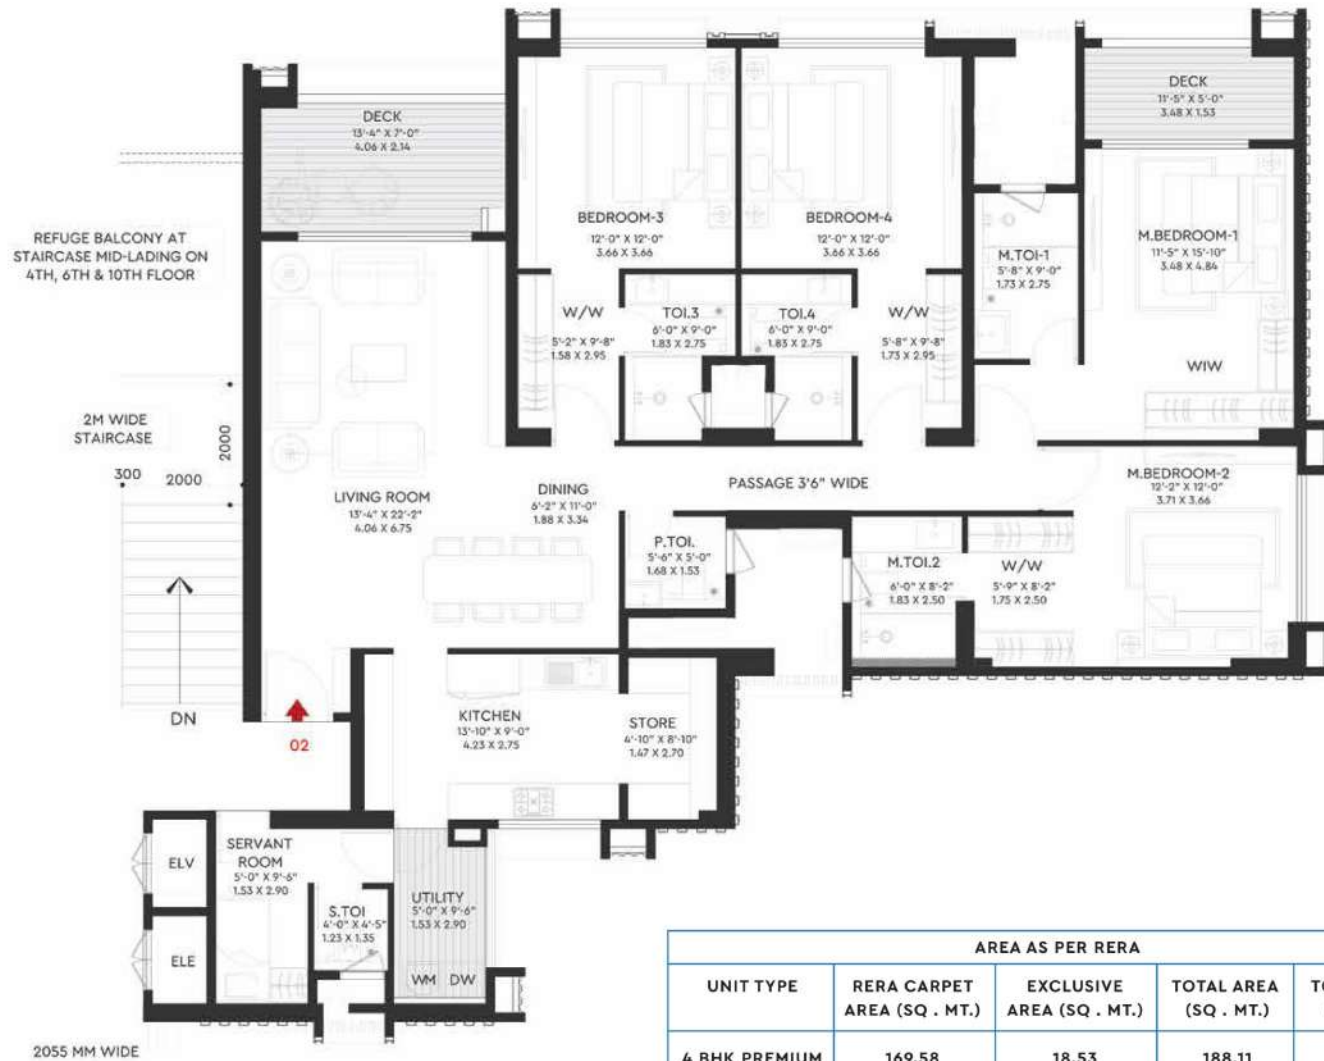 DECK
13'-4" X 7'-0"
4.06 X 2.14
DECK
11'-5" X 5'-0"
3.48 X 1.53
REFUGE BALCONY AT
STAIRCASE MID-LADING ON
4TH, 6TH & 10TH FLOOR
BEDROOM-3
12'-0" X 12'-0"
3.66 X 3.66
BEDROOM-4
12'-0" X 12'-0"
3.66 X 3.66
M.TOI-1
5'-8" X 9'-0"
1.73 X 2.75
M.BEDROOM-1
11'-5" X 15'-10"
3.48 X 4.84
W/W
5'-2" X 9'-8"
1.58 X 2.95
TOI.3
6'-0" X 9'-0"
1.83 X 2.75
TOI.4
6'-0" X 9'-0"
1.83 X 2.75
W/W
5'-8" X 9'-8"
1.73 X 2.95
WIW
2M WIDE
STAIRCASE
2000
300 2000
LIVING ROOM
13'-4" X 22'-2"
4.06 X 6.75
DINING
6'-2" X 11'-0"
1.88 X 3.34
PASSAGE 3'6" WIDE
M.BEDROOM-2
12'-2" X 12'-0"
3.71 X 3.66
P.TOI.
5'-6" X 5'-0"
1.68 X 1.53
M.TOI.2
6'-0" X 8'-2"
1.83 X 2.50
W/W
5'-9" X 8'-2"
1.75 X 2.50
DN
02
KITCHEN
13'-10" X 9'-0"
4.23 X 2.75
STORE
4'-10" X 8'-10"
1.47 X 2.70
ELV
SERVANT
ROOM
5'-0" X 9'-6"
1.53 X 2.90
S.TOI
4'-0" X 4'-5"
1.23 X 1.35
UTILITY
5'-0" X 9'-6"
1.53 X 2.90
ELE
WM DW
2055 MM WIDE
AREA AS PER RERA
UNIT TYPE
RERA CARPET
AREA (SQ . MT.)
EXCLUSIVE
AREA (SQ . MT.)
TOTAL AREA
(SQ . MT.)
4 BHK PREMIUM
169.58
18.53
188.11